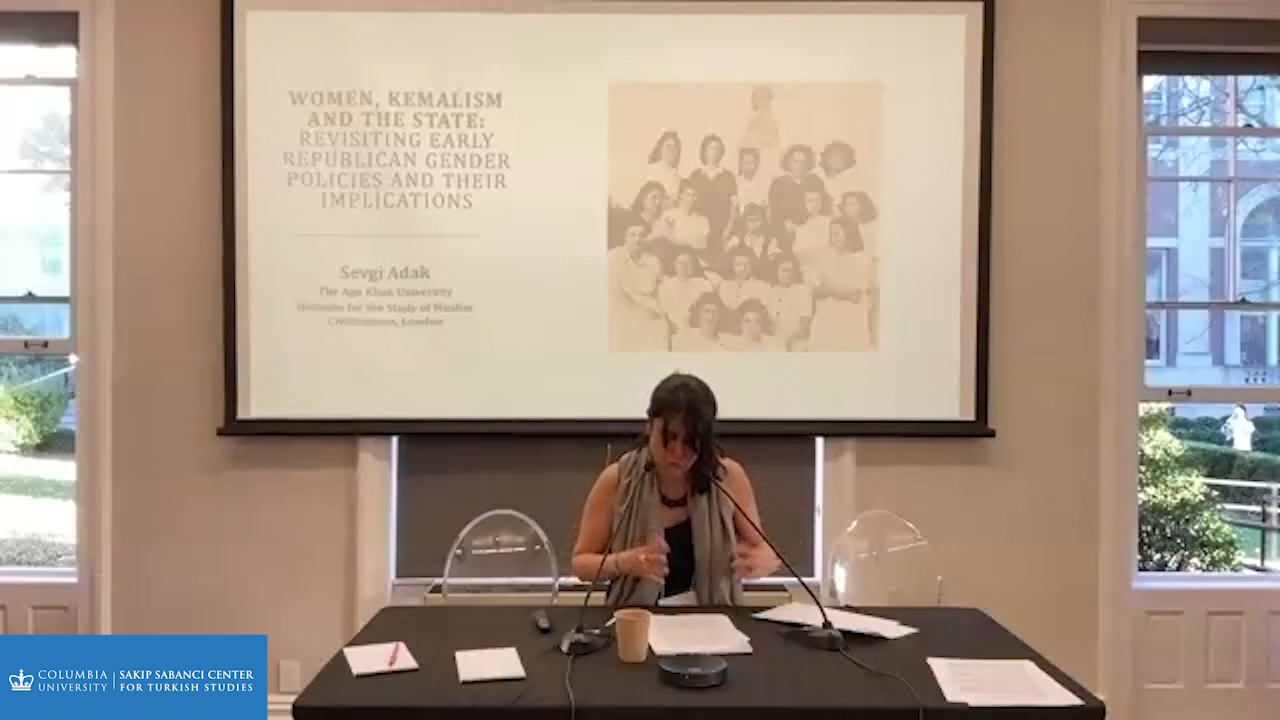 WOMEN, KEMALISM
AND THE STATE:
REVISITING EARLY
REPUBLICAN GENDER
POLICIES AND THEIR
IMPLICATIONS
Sevgi Adak
The Aga Khan University
Institute for the Study of Muslim
Civilisations, London
COLUMBIA
UNIVERSITY
SAKIP SABANCI CENTER
FOR TURKISH STUDIES